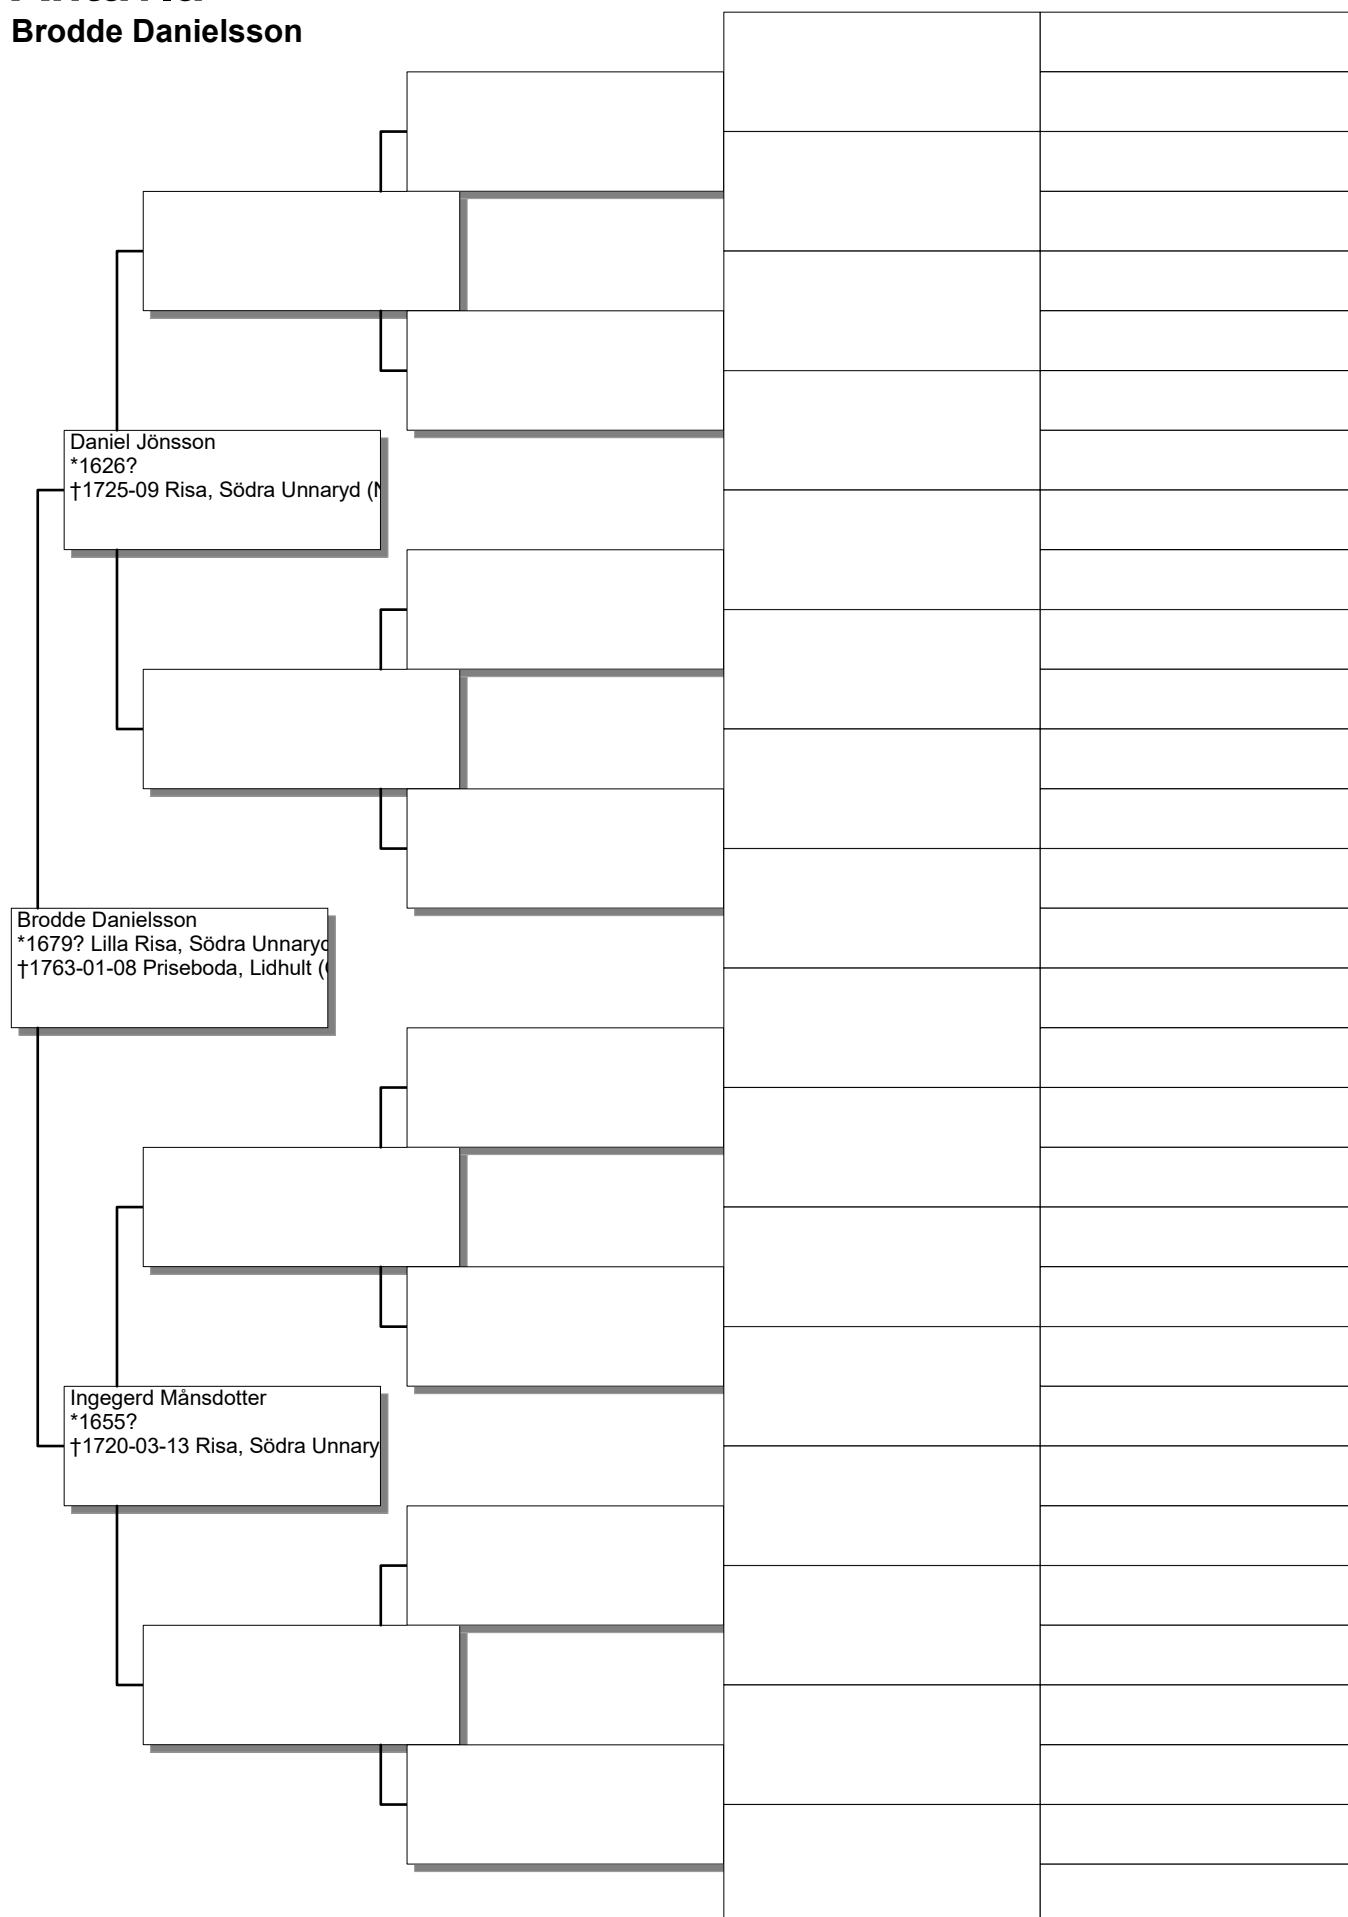 Brodde Danielsson
Daniel Jönsson
*1626?
†1725-09 Risa, Södra Unnaryd (
Brodde Danielsson
*1679? Lilla Risa, Södra Unnaryd
†1763-01-08 Priseboda, Lidhult (
Ingegerd Månsdotter
*1655?
†1720-03-13 Risa, Södra Unnary